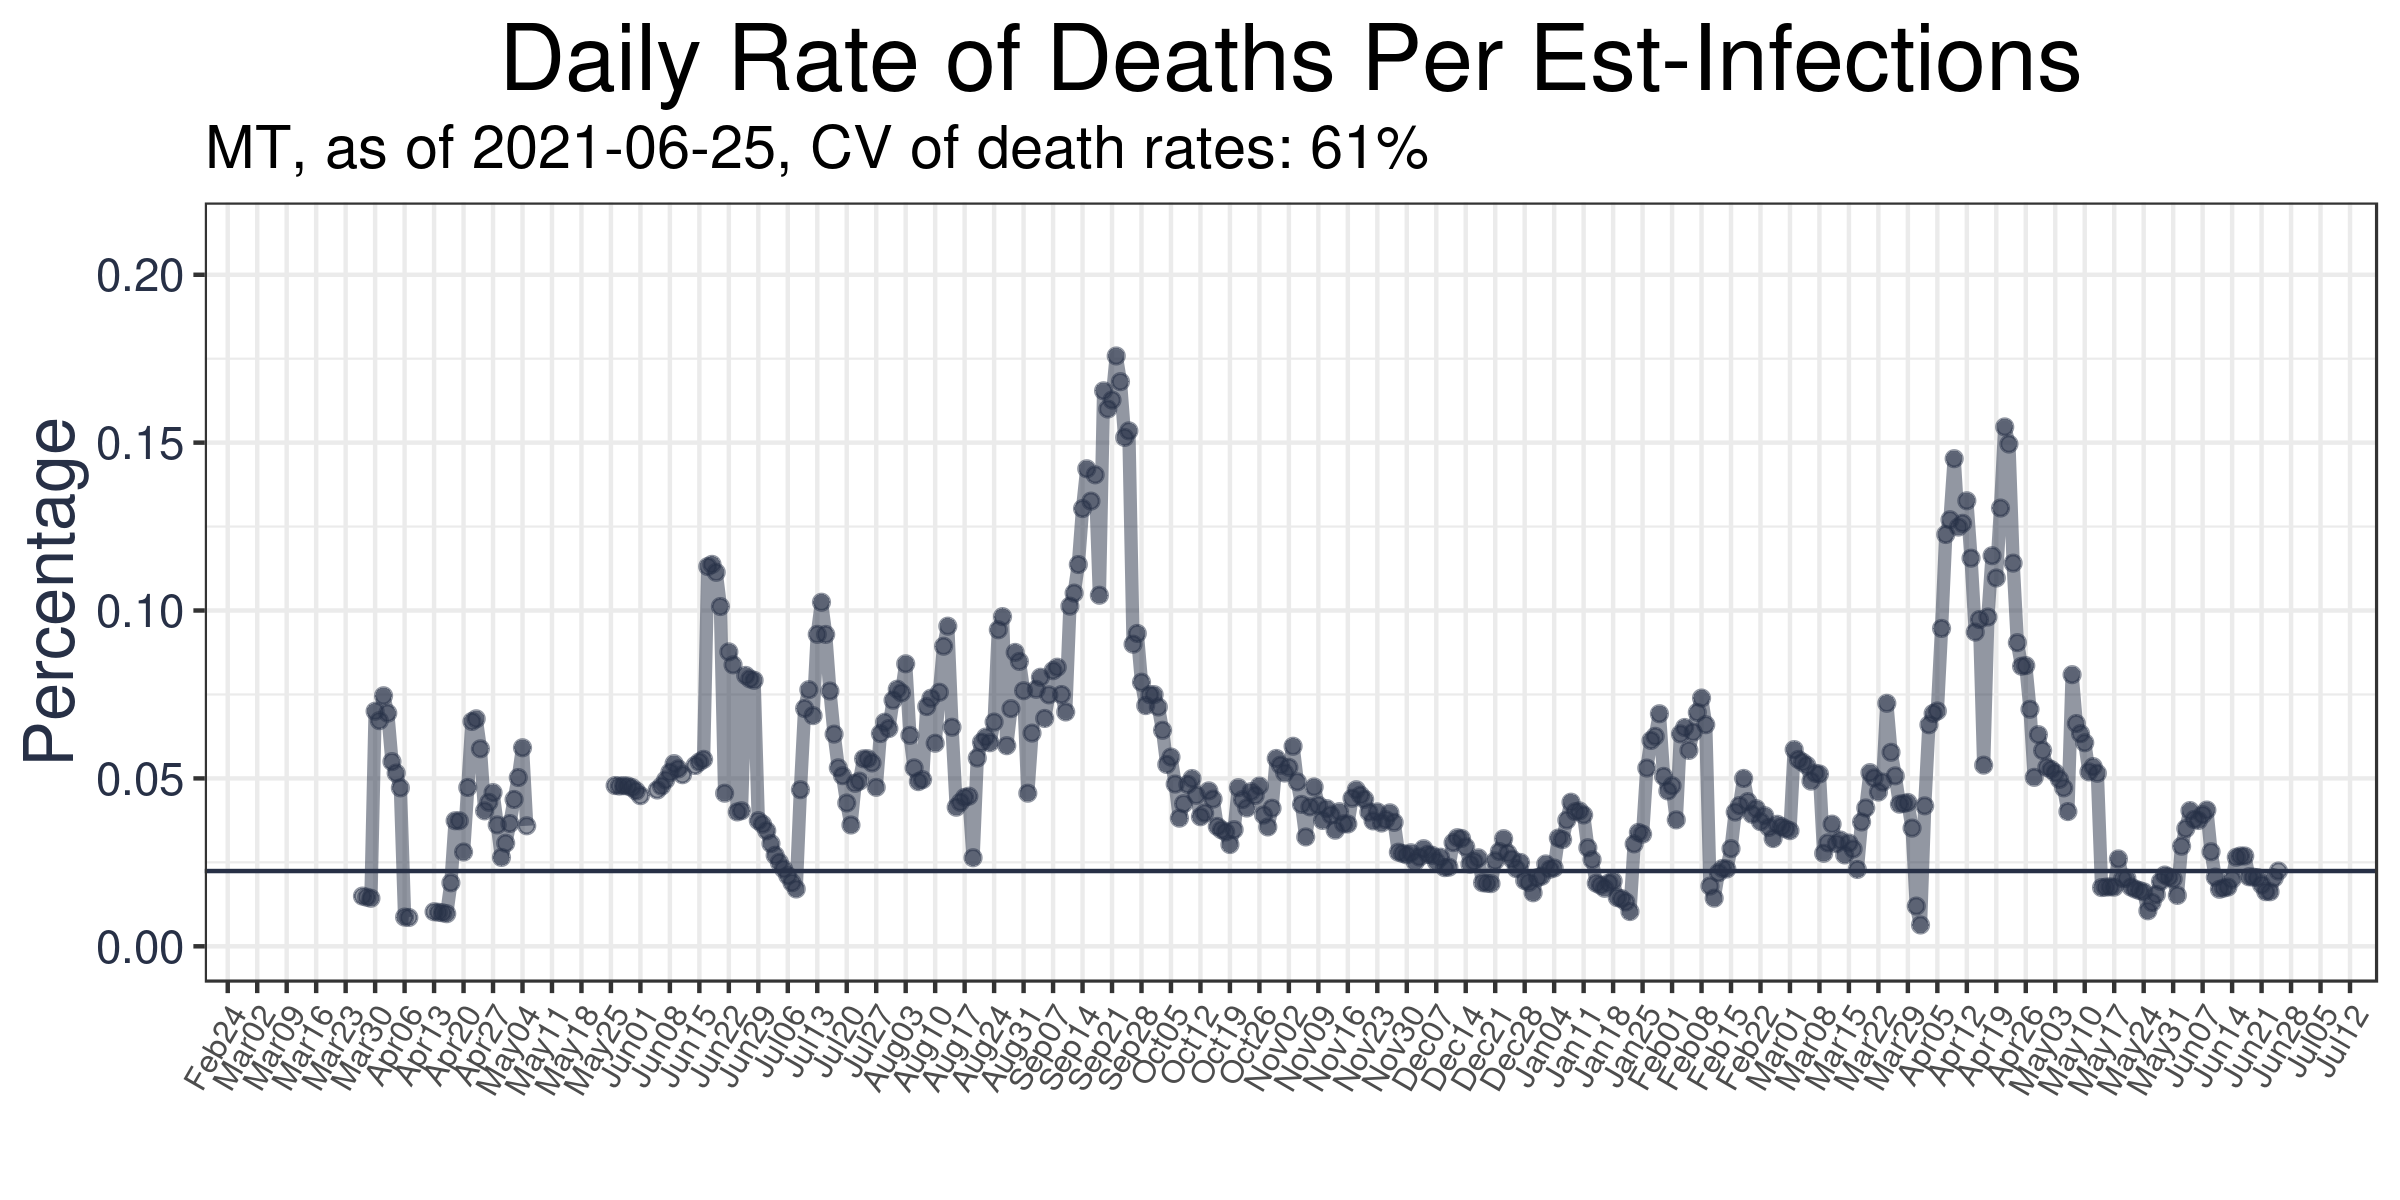 Daily Rate of Deaths Per Est-Infections
MT, as of 2021-06-25, CV of death rates: 61%
Percentage
0.20
0.15
0.10
0.05
0.00
Feb24
Mar02
Mar09
Mar16
Mar23
Mar30
Apr06
Apr13
Apr20
Apr27
May04
May11
May18
May25
Jun01
Jun08
Jun15
Jun22
Jun29
Jul06
Jul13
Jul20
Jul27
Aug03
Aug10
Aug17
Aug24
Aug31
Sep07
Sep14
Sep21
Sep28
Oct05
Oct12
Oct19
Oct26
Nov02
Nov09
Nov16
Nov23
Nov30
Dec07
Dec14
Dec21
Dec28
Jan04
Jan11
Jan18
Jan25
Feb01
Feb08
Feb15
Feb22
Mar01
Mar08
Mar15
Mar22
Mar29
Apr05
Apr12
Apr19
Apr26
May03
May10
May17
May24
May31
Jun07
Jun14
Jun21
Jun28
Jul05
Jul12